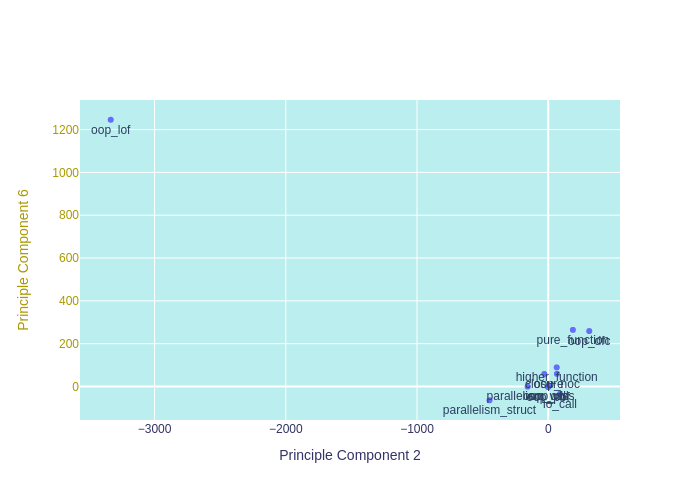 1200
1000
800
600
400
200
0
−3000
−2000
−1000
0
Principle Component 2
Principle Component 6
oop_lof
pure_function
higher_function
io_call
parallelism_struct